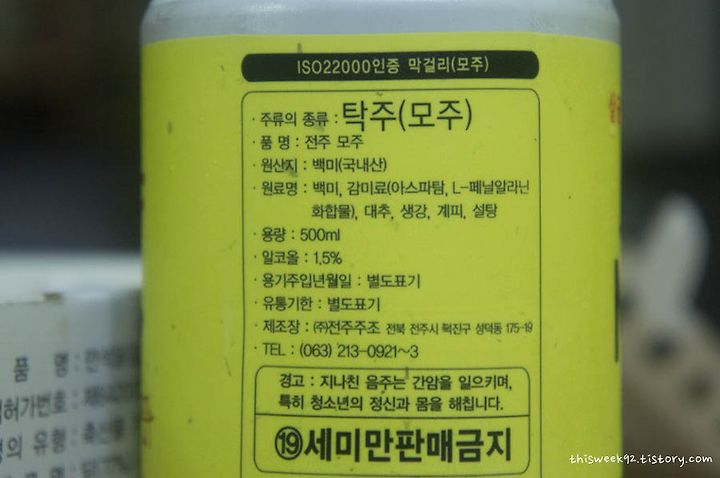 ISO22000인증 막걸리(모주)
· 주류의 종류 : 탁주(모주)
· 품 명 : 전주 모주
· 원산지 : 백미(국내산)
· 원료명 : 백미, 감미료(아스파탐, L-페닐알라닌
화합물), 대추, 생강, 계피, 설탕
· 용량 : 500ml
· 알코올 : 1.5%
· 용기주입년월일 : 별도표기
· 유통기한 : 별도표기
· 제조장 : ㈜전주주조 전북 전주시 덕진구 성덕동 175-19
· TEL : (063) 213-0921~3
경고 : 지나친 음주는 간암을 일으키며,
특히 청소년의 정신과 몸을 해칩니다.
⑲세미만판매금지
품 명 :
허가번호 :
의 유형 :
thisweek92.tistory.com